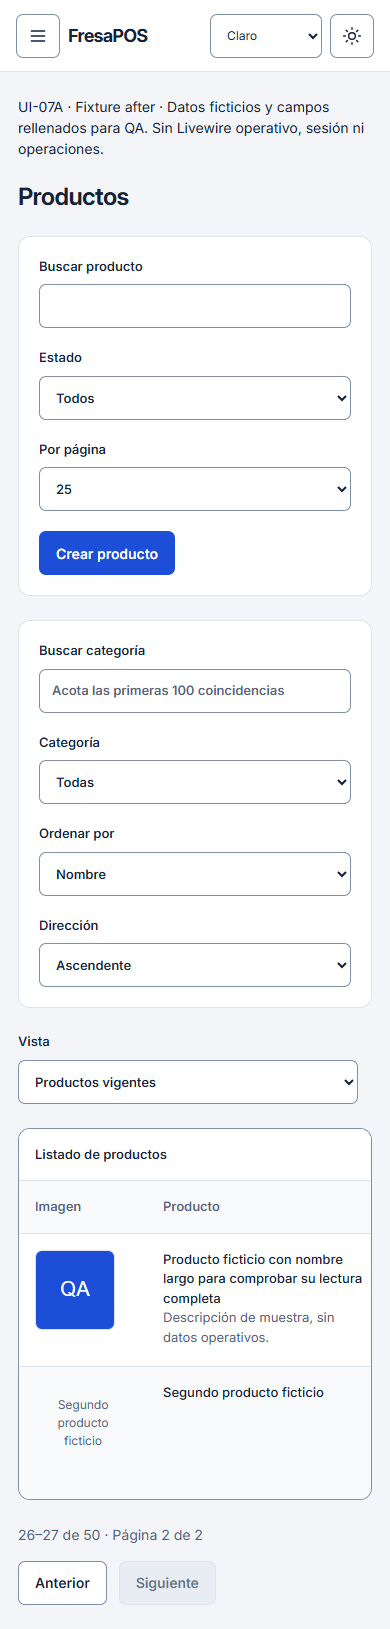 FresaPOS
Claro
UI-07A · Fixture after · Datos ficticios y campos
rellenados para QA. Sin Livewire operativo, sesión ni
operaciones.
Productos
Buscar producto
Estado
Todos
Por página
25
Crear producto
Buscar categoría
Acota las primeras 100 coincidencias
Categoría
Todas
Ordenar por
Nombre
Dirección
Ascendente
Vista
Productos vigentes
Listado de productos
Imagen
Producto
QA
Producto ficticio con nombre
largo para comprobar su lectura
completa
Descripción de muestra, sin
datos operativos.
Segundo
producto
ficticio
Segundo producto ficticio
26–27 de 50 · Página 2 de 2
Anterior
Siguiente